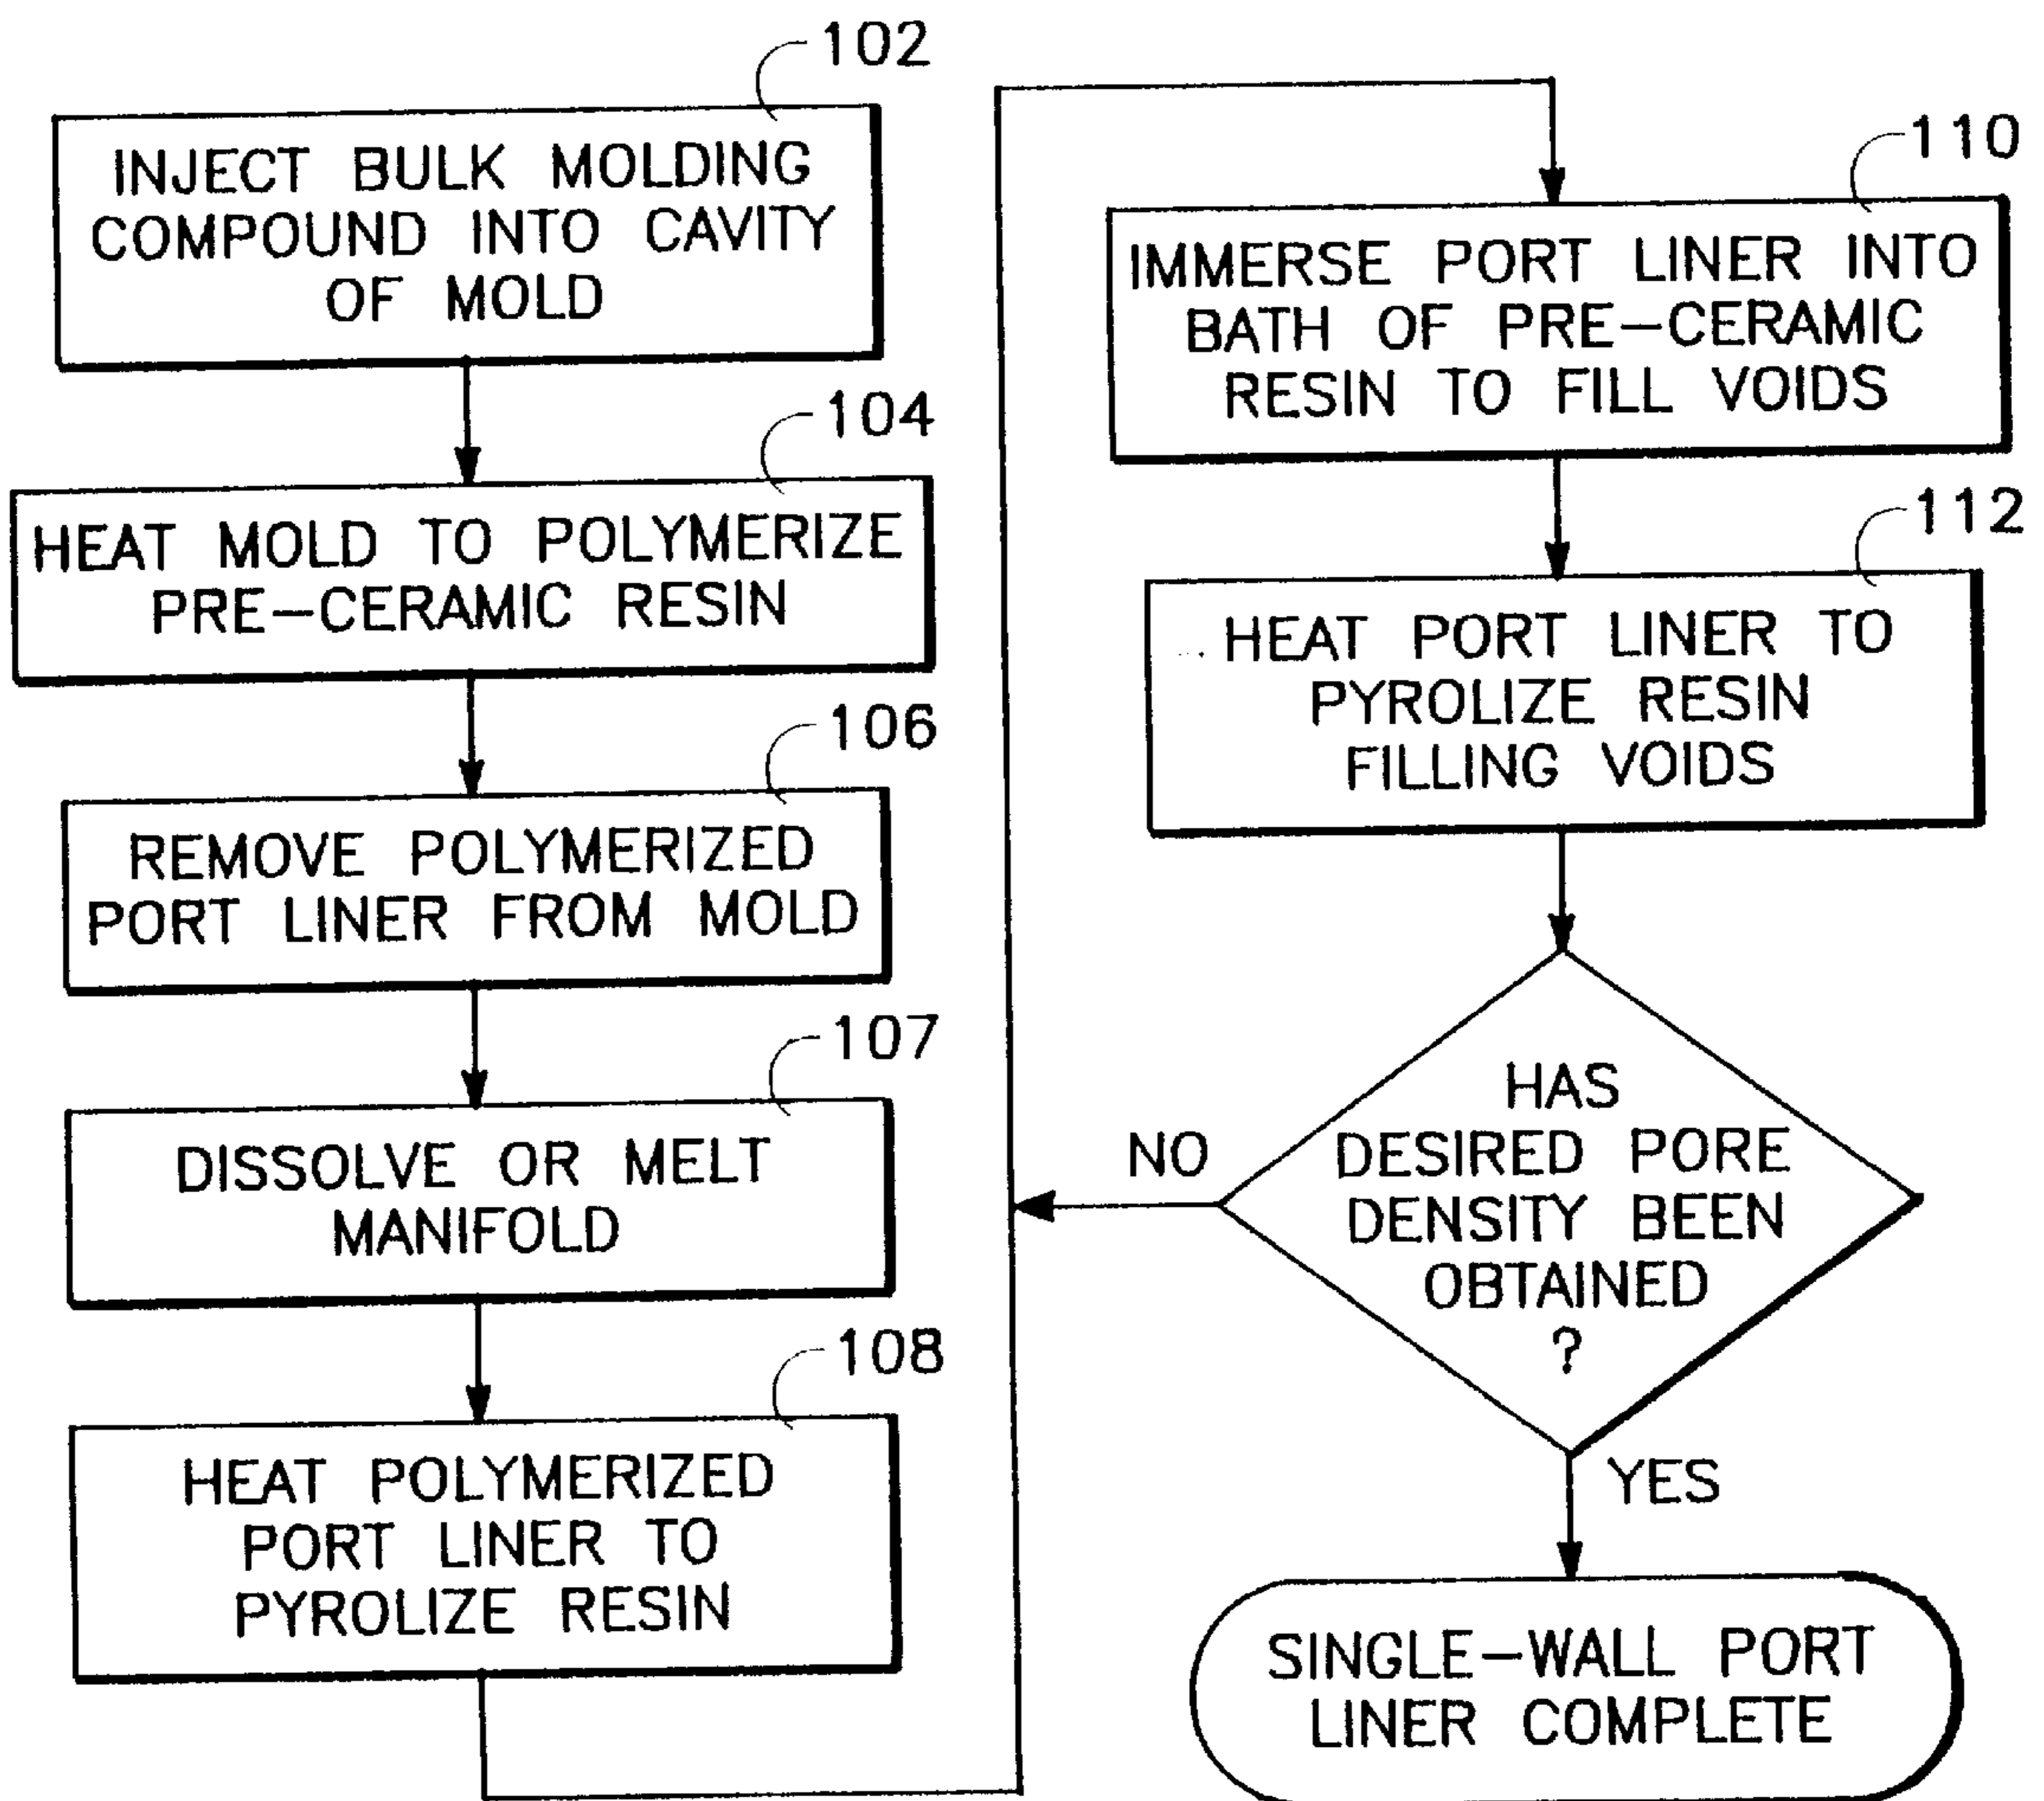 102
INJECT BULK MOLDING
COMPOUND INTO CAVITY
OF MOLD
104
HEAT MOLD TO POLYMERIZE
PRE-CERAMIC RESIN
106
REMOVE POLYMERIZED
PORT LINER FROM MOLD
107
DISSOLVE OR MELT
MANIFOLD
108
HEAT POLYMERIZED
PORT LINER TO
PYROLIZE RESIN
110
IMMERSE PORT LINER INTO
BATH OF PRE-CERAMIC
RESIN TO FILL VOIDS
112
HEAT PORT LINER TO
PYROLIZE RESIN
FILLING VOIDS
HAS
DESIRED PORE
DENSITY BEEN
OBTAINED
?
NO
YES
SINGLE-WALL PORT
LINER COMPLETE